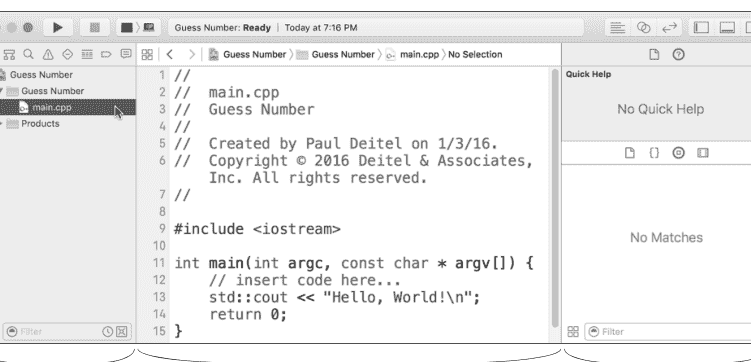 Guess Number: Ready | Today at 7:16 PM
Guess Number
Guess Number
main.cpp
Products
Filter
Guess Number Guess Number main.cpp No Selection
1 //
2 //  main.cpp
3 //  Guess Number
4 //
5 //  Created by Paul Deitel on 1/3/16.
6 //  Copyright © 2016 Deitel & Associates,
Inc. All rights reserved.
7 //
8
9 #include <iostream>
10
11 int main(int argc, const char * argv[]) {
12     // insert code here...
13     std::cout << "Hello, World!\n";
14     return 0;
15 }
Quick Help
No Quick Help
{}
No Matches
Filter